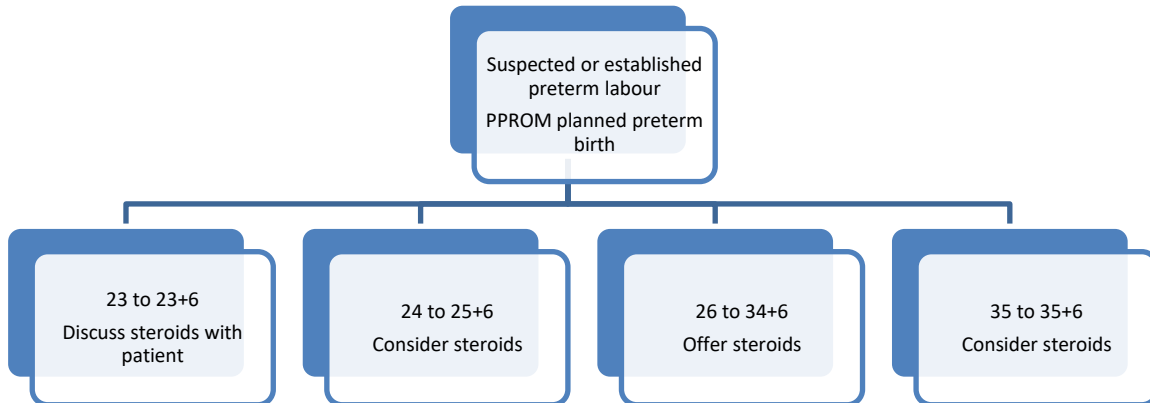 Suspected or established
preterm labour
PPROM planned preterm
birth
23 to 23+6
Discuss steroids with
patient
24 to 25+6
Consider steroids
26 to 34+6
Offer steroids
35 to 35+6
Consider steroids